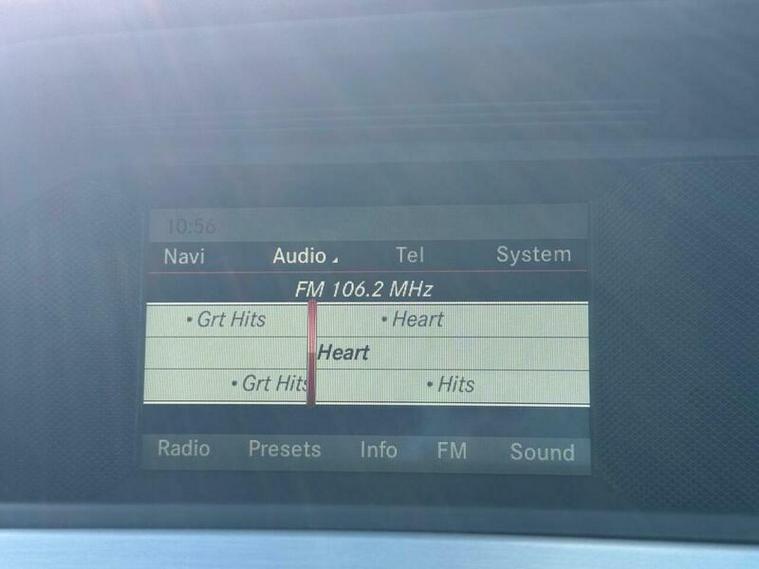 10:56
Navi Audio Tel System
FM 106.2 MHz
• Grt Hits • Heart
Heart
• Grt Hits • Hits
Radio Presets Info FM Sound